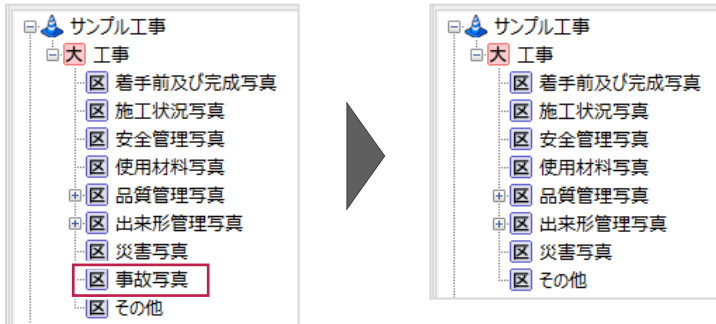 サンプル工事
大 工事
区 着手前及び完成写真
区 施工状況写真
区 安全管理写真
区 使用材料写真
区 品質管理写真
区 出来形管理写真
区 災害写真
区 事故写真
区 その他
サンプル工事
大 工事
区 着手前及び完成写真
区 施工状況写真
区 安全管理写真
区 使用材料写真
区 品質管理写真
区 出来形管理写真
区 災害写真
区 その他